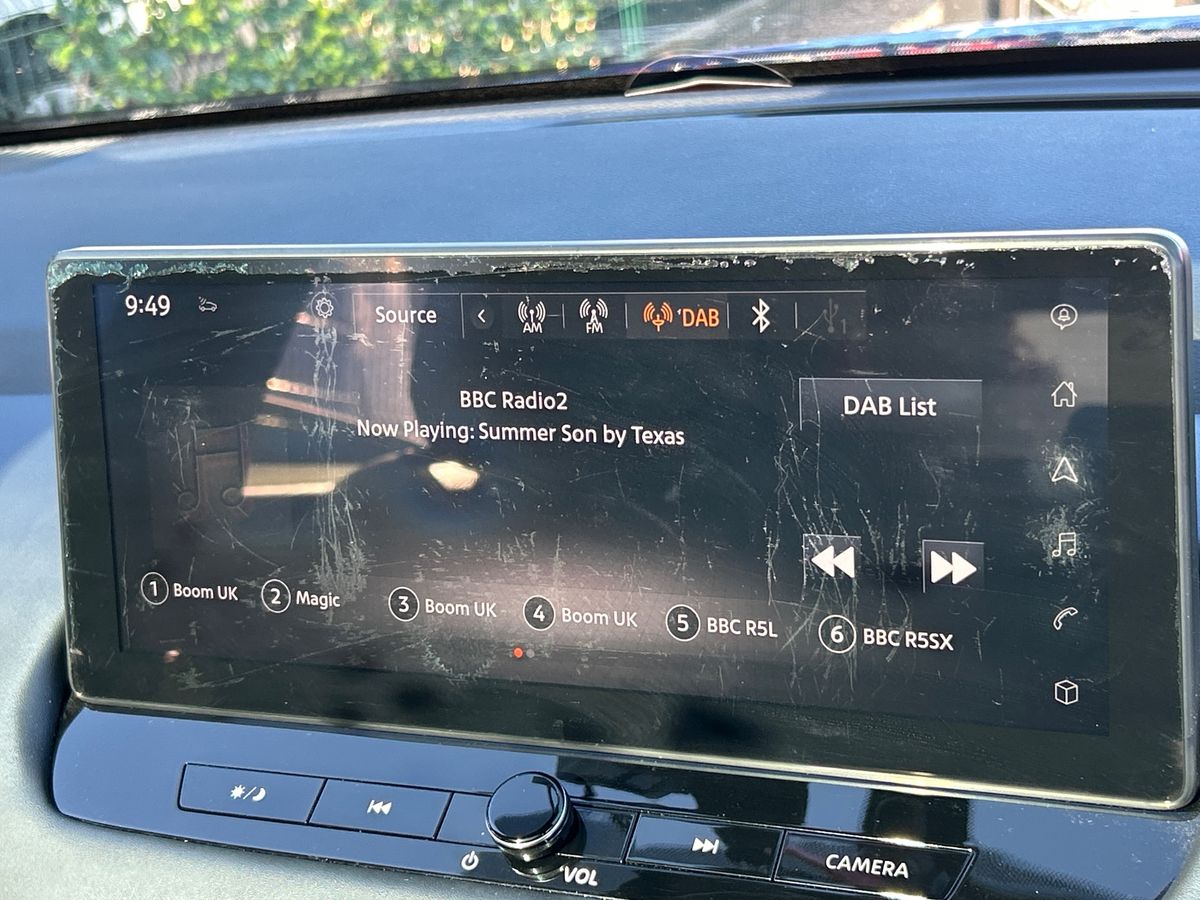 9:49
Source
AM
FM
DAB
1
BBC Radio2
Now Playing: Summer Son by Texas
DAB List
1 Boom UK
2 Magic
3 Boom UK
4 Boom UK
5 BBC R5L
6 BBC R5SX
VOL
CAMERA